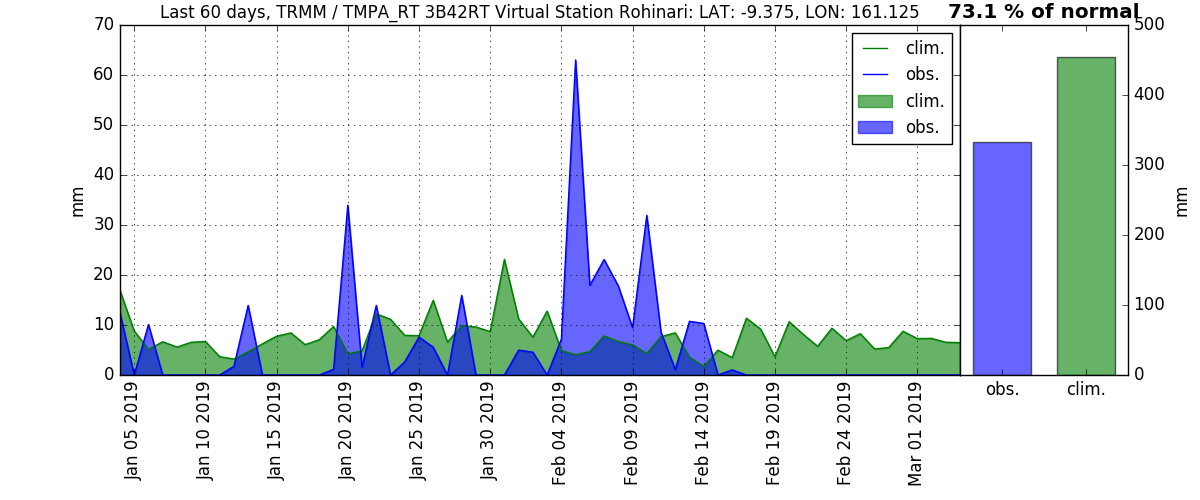 Last 60 days, TRMM / TMPA_RT 3B42RT Virtual Station Rohinari: LAT: -9.375, LON: 161.125
73.1 % of normal
70
60
50
40
30
20
10
0
mm
clim.
obs.
clim.
obs.
Jan 05 2019
Jan 10 2019
Jan 15 2019
Jan 20 2019
Jan 25 2019
Jan 30 2019
Feb 04 2019
Feb 09 2019
Feb 14 2019
Feb 19 2019
Feb 24 2019
Mar 01 2019
500
400
300
200
100
0
mm
obs.
clim.